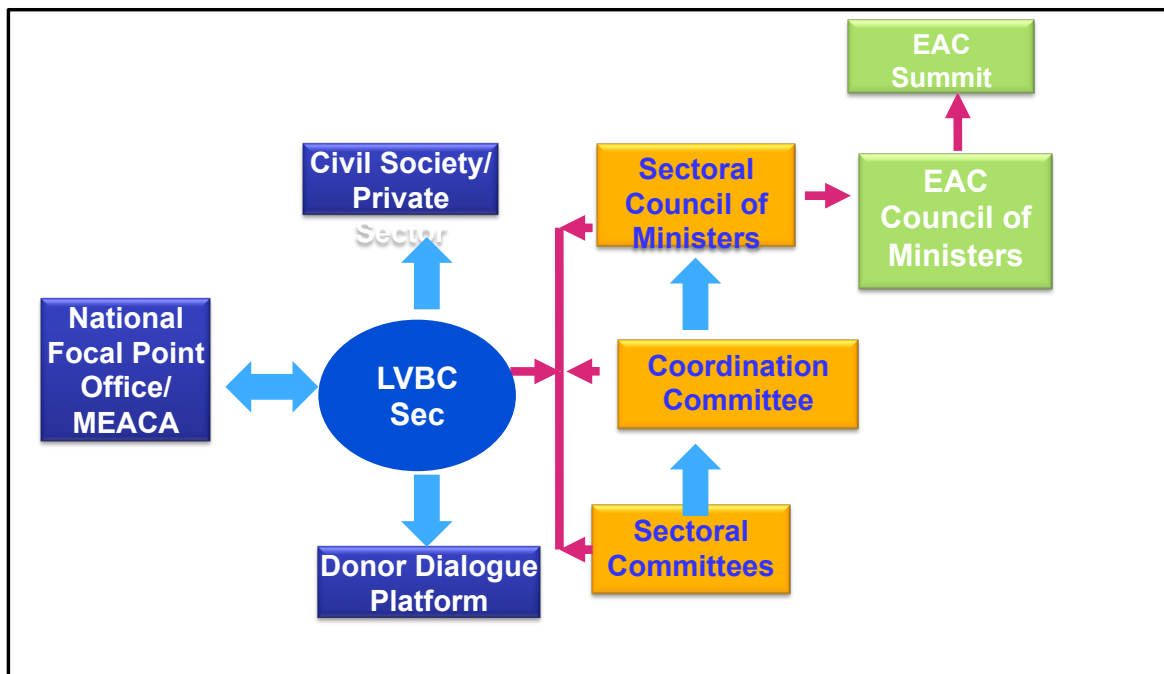 EAC
Summit
Civil Society/
Private
Sector
Sectoral
Council of
Ministers
EAC
Council of
Ministers
National
Focal Point
Office/
MEACA
LVBC
Sec
Coordination
Committee
Donor Dialogue
Platform
Sectoral
Committees